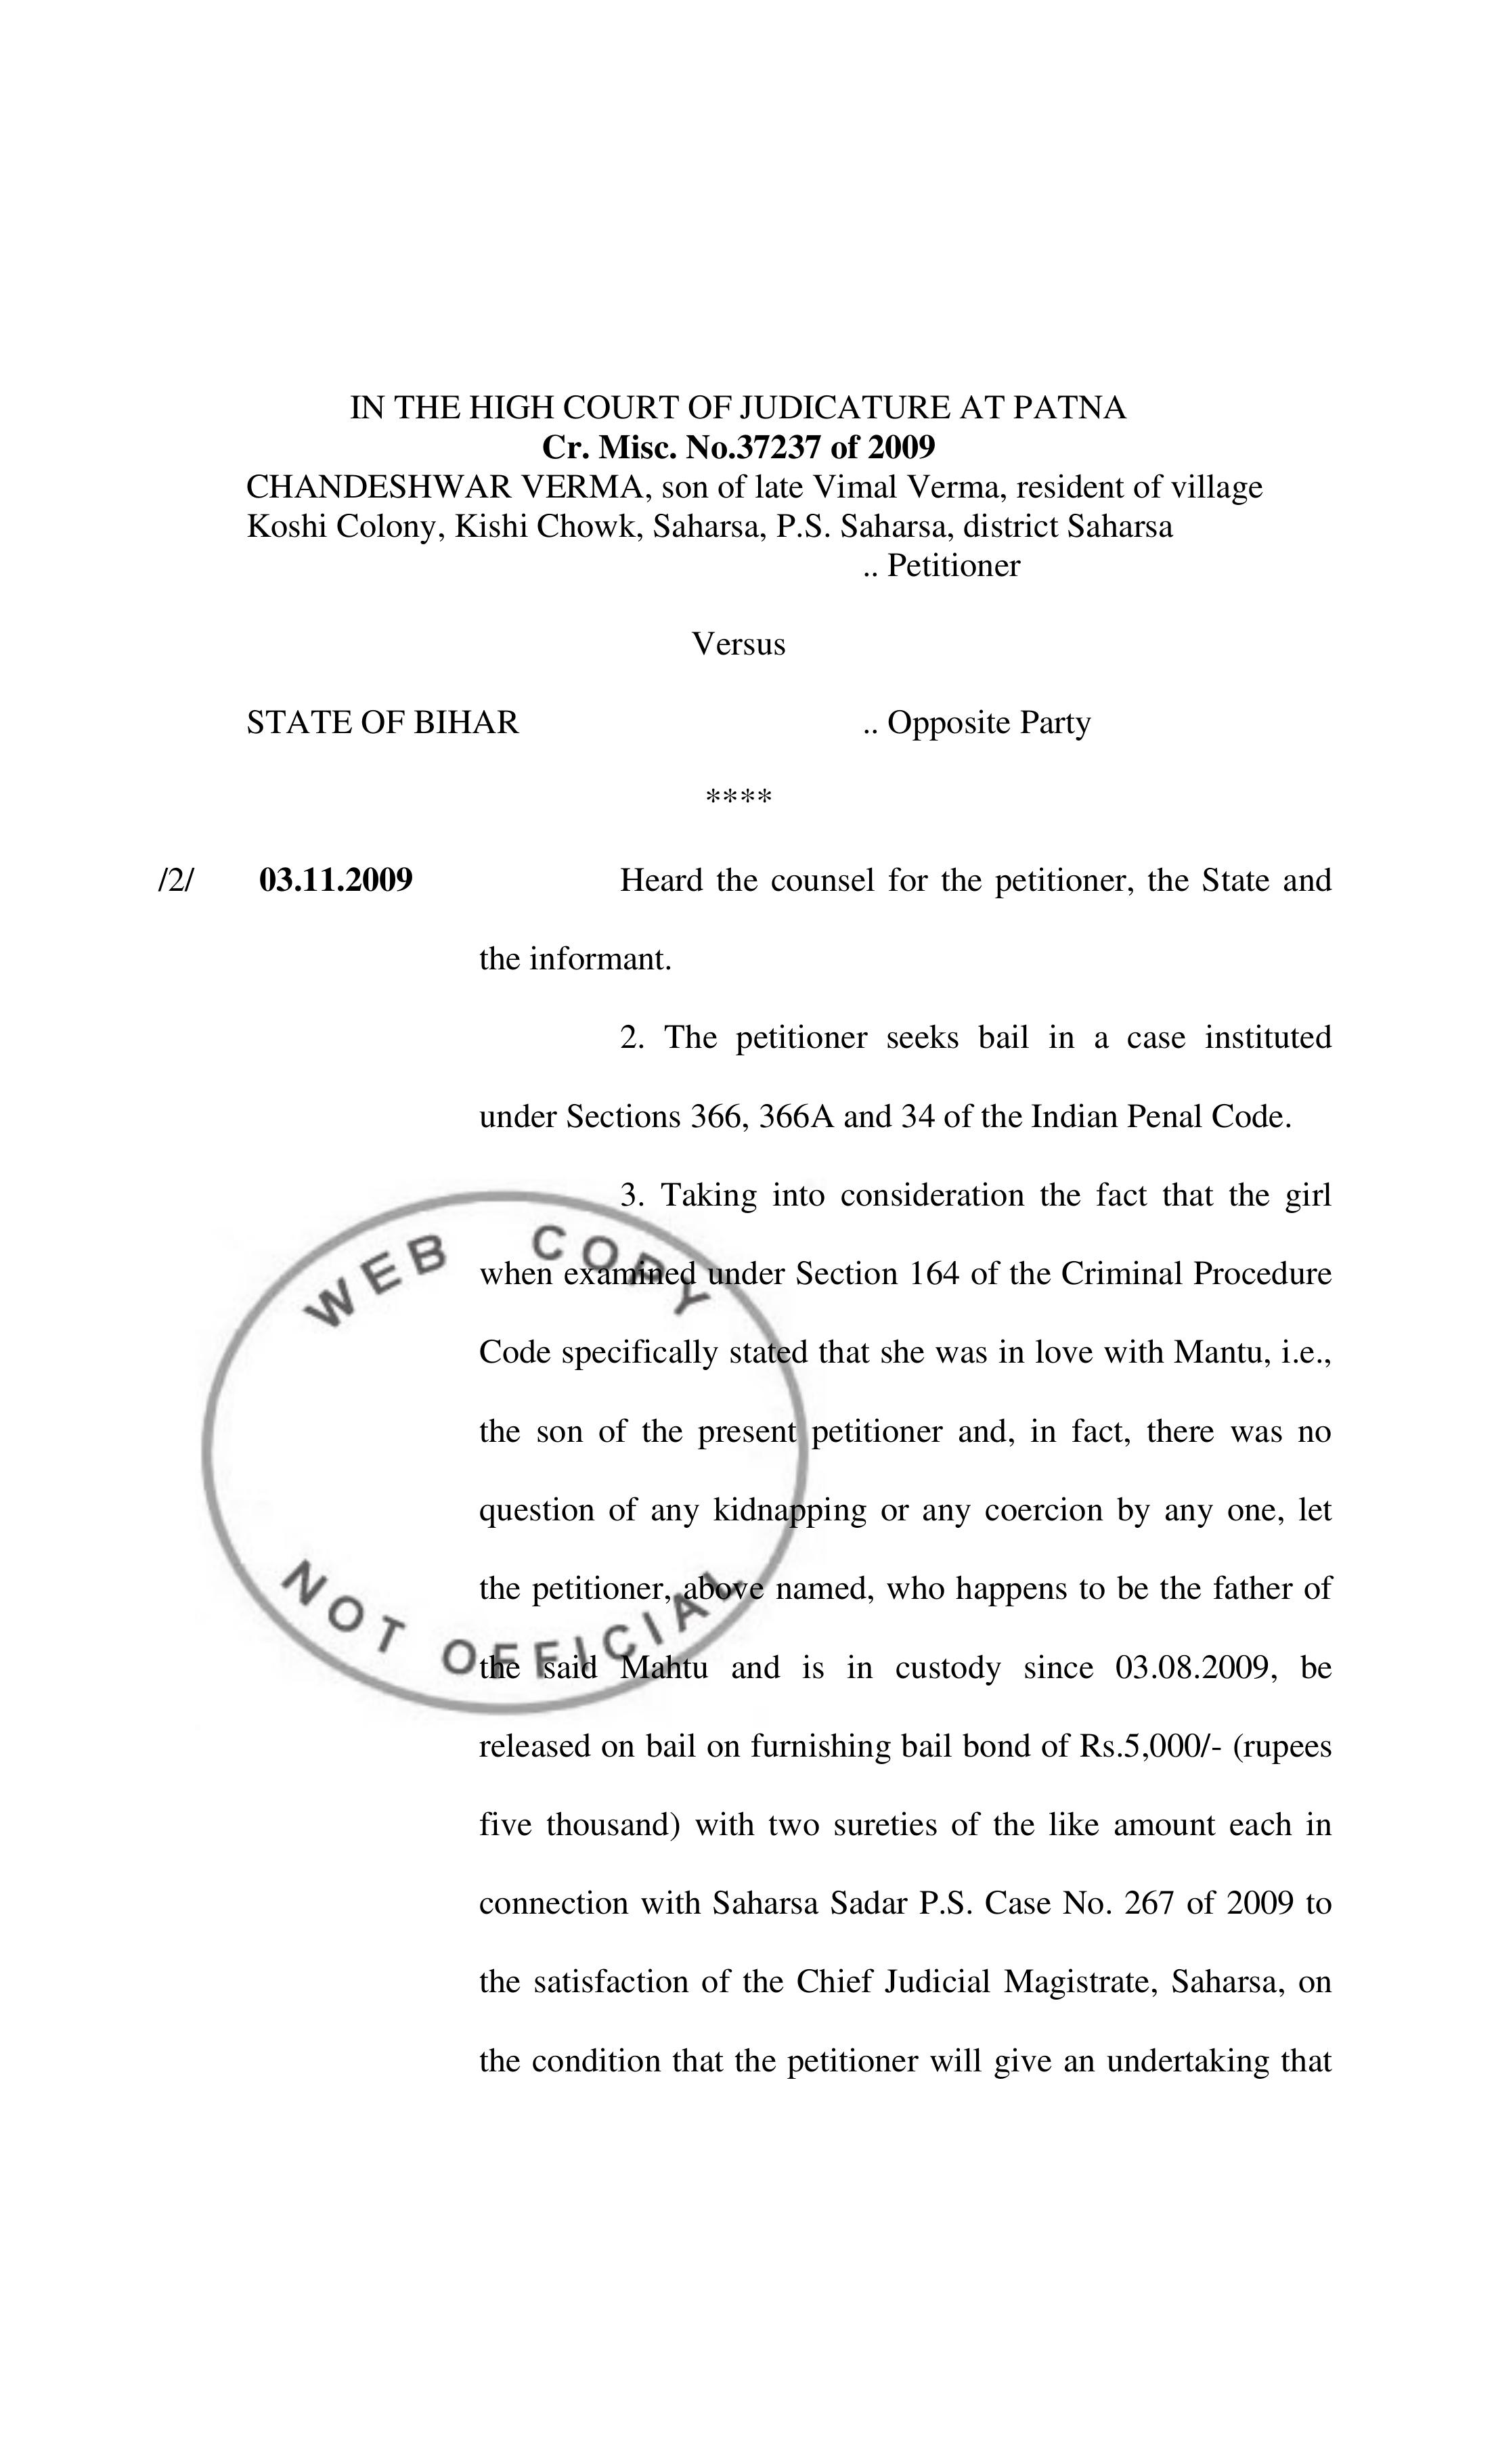 IN THE HIGH COURT OF JUDICATURE AT PATNA
Cr. Misc. No.37237 of 2009
CHANDESHWAR VERMA, son of late Vimal Verma, resident of village
Koshi Colony, Kishi Chowk, Saharsa, P.S. Saharsa, district Saharsa
.. Petitioner
Versus
STATE OF BIHAR .. Opposite Party
****
/2/ 03.11.2009 Heard the counsel for the petitioner, the State and
the informant.
2. The petitioner seeks bail in a case instituted
under Sections 366, 366A and 34 of the Indian Penal Code.
3. Taking into consideration the fact that the girl
when examined under Section 164 of the Criminal Procedure
Code specifically stated that she was in love with Mantu, i.e.,
the son of the present petitioner and, in fact, there was no
question of any kidnapping or any coercion by any one, let
the petitioner, above named, who happens to be the father of
the said Mahtu and is in custody since 03.08.2009, be
released on bail on furnishing bail bond of Rs.5,000/- (rupees
five thousand) with two sureties of the like amount each in
connection with Saharsa Sadar P.S. Case No. 267 of 2009 to
the satisfaction of the Chief Judicial Magistrate, Saharsa, on
the condition that the petitioner will give an undertaking that
WEB COPY
NOT OFFICIAL